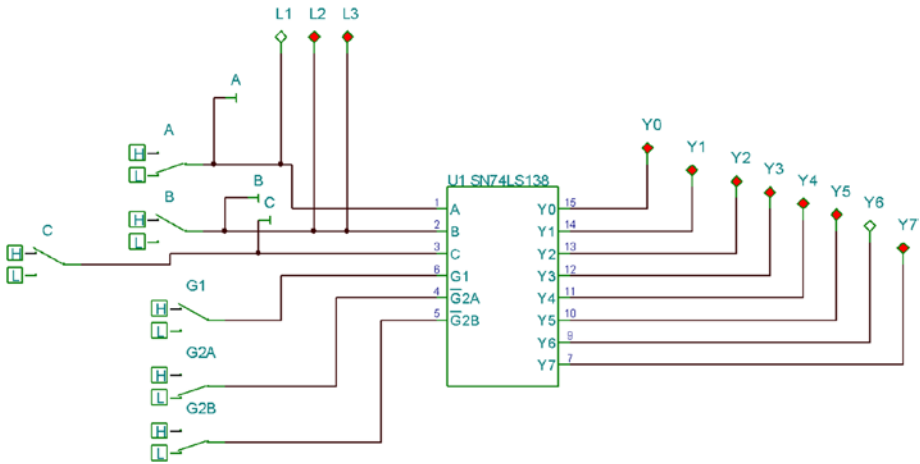 L1 L2 L3
A
A
H
L
B
B
C
H
L
C
H
L
G1
H
L
G2A
H
L
G2B
H
L
U1 SN74LS138
1 A Y0 15
2 B Y1 14
3 C Y2 13
6 G1 Y3 12
4 G2A Y4 11
5 G2B Y5 10
Y6 9
Y7 7
Y0
Y1
Y2
Y3
Y4
Y5
Y6
Y7